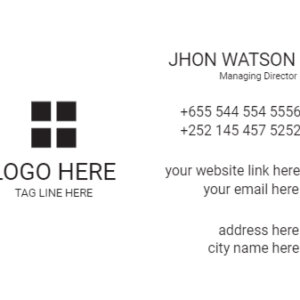 JHON WATSON
Managing Director
+655 544 554 5556
+252 145 457 5252
LOGO HERE
TAG LINE HERE
your website link here
your email here
address here
city name here